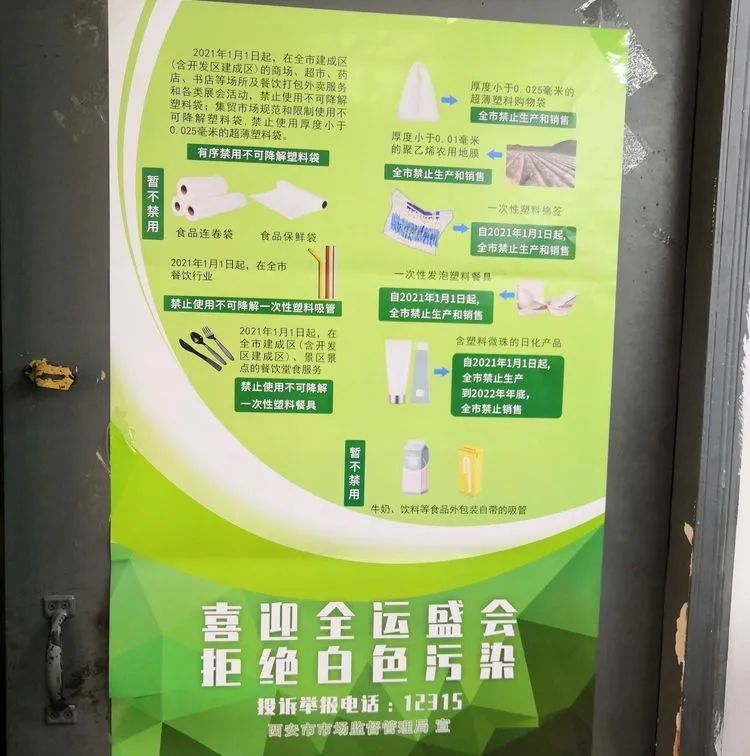 2021年1月1日起，在全市建成区
(含开发区建成区)的商场、超市、药
店、书店等场所及餐饮打包外卖服务
和各类展会活动，禁止使用不可降解
塑料袋；集贸市场规范和限制使用不
可降解塑料袋,禁止使用厚度小于
0.025毫米的超薄塑料袋。
有序禁用不可降解塑料袋
暂不禁用
食品连卷袋
食品保鲜袋
2021年1月1日起，在全市
餐饮行业
禁止使用不可降解一次性塑料吸管
2021年1月1日起，在
全市建成区(含开发
区建成区)、景区景
点的餐饮堂食服务
禁止使用不可降解
一次性塑料餐具
厚度小于0.025毫米的
超薄塑料购物袋
全市禁止生产和销售
厚度小于0.01毫米
的聚乙烯农用地膜
全市禁止生产和销售
一次性塑料棉签
自2021年1月1日起，
全市禁止生产和销售
一次性发泡塑料餐具
自2021年1月1日起，
全市禁止生产和销售
含塑料微珠的日化产品
自2021年1月1日起，
全市禁止生产
到2022年年底，
全市禁止销售
暂不禁用
牛奶、饮料等食品外包装自带的吸管
喜迎全运盛会
拒绝白色污染
投诉举报电话：12315
西安市市场监督管理局 宣